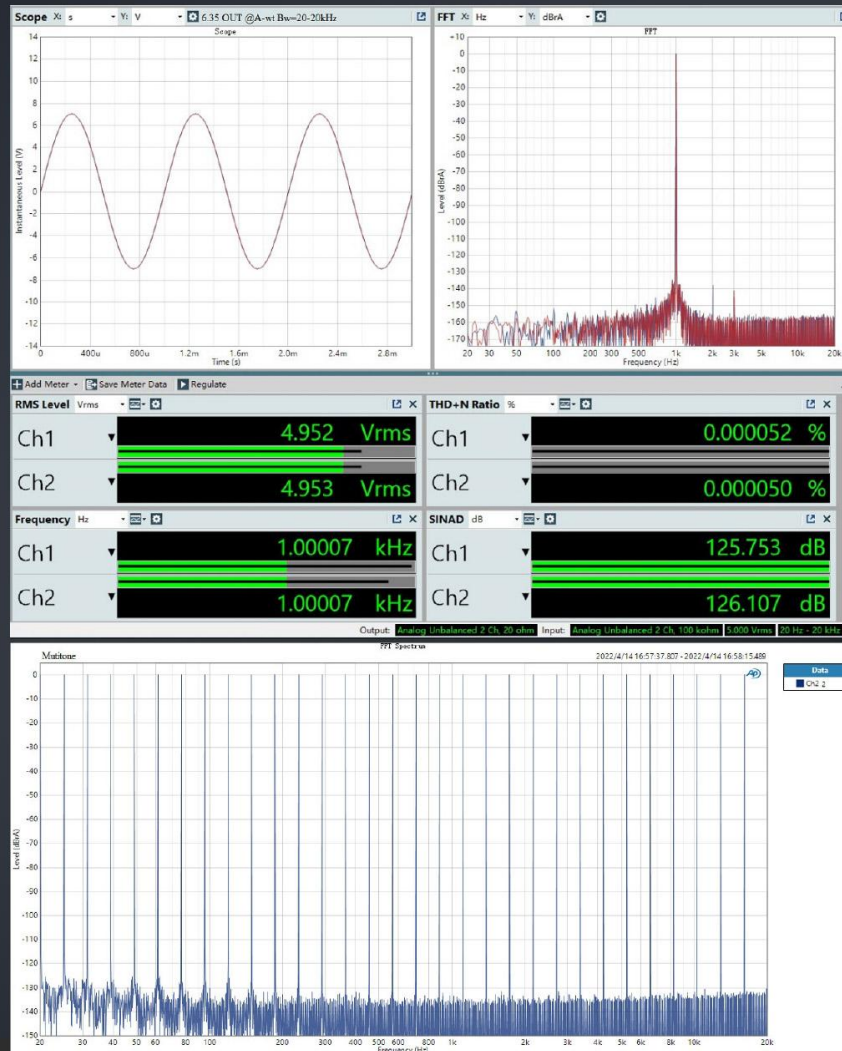 Scope X: s Y: V 6.35 OUT @A-wt Bw=20-20kHz
Scope
14
12
10
8
6
4
2
0
-2
-4
-6
-8
-10
-12
-14
Instantaneous Level (V)
0 400u 800u 1.2m 1.6m 2.0m 2.4m 2.8m
Time (s)
FFT X: Hz Y: dBrA
FFT
+10
0
-10
-20
-30
-40
-50
-60
-70
-80
-90
-100
-110
-120
-130
-140
-150
-160
-170
Level (dBrA)
20 30 50 100 200 300 500 1k 2k 3k 5k 10k 20k
Frequency (Hz)
Add Meter Save Meter Data Regulate
RMS Level Vrms
Ch1 4.952 Vrms
Ch2 4.953 Vrms
THD+N Ratio %
Ch1 0.000052 %
Ch2 0.000050 %
Frequency Hz
Ch1 1.00007 kHz
Ch2 1.00007 kHz
SINAD dB
Ch1 125.753 dB
Ch2 126.107 dB
Output: Analog Unbalanced 2 Ch, 20 ohm Input: Analog Unbalanced 2 Ch, 100 kohm 5.000 Vrms 20 Hz - 20 kHz
FFT Spectrum
Mutitone 2022/4/14 16:57:37.807 - 2022/4/14 16:58:15.489
AP
Data
Ch2 2
0
-10
-20
-30
-40
-50
-60
-70
-80
-90
-100
-110
-120
-130
-140
-150
Level (dBrA)
20 30 40 50 60 80 100 200 300 400 500 600 800 1k 2k 3k 4k 5k 6k 8k 10k 20k
Frequency (Hz)